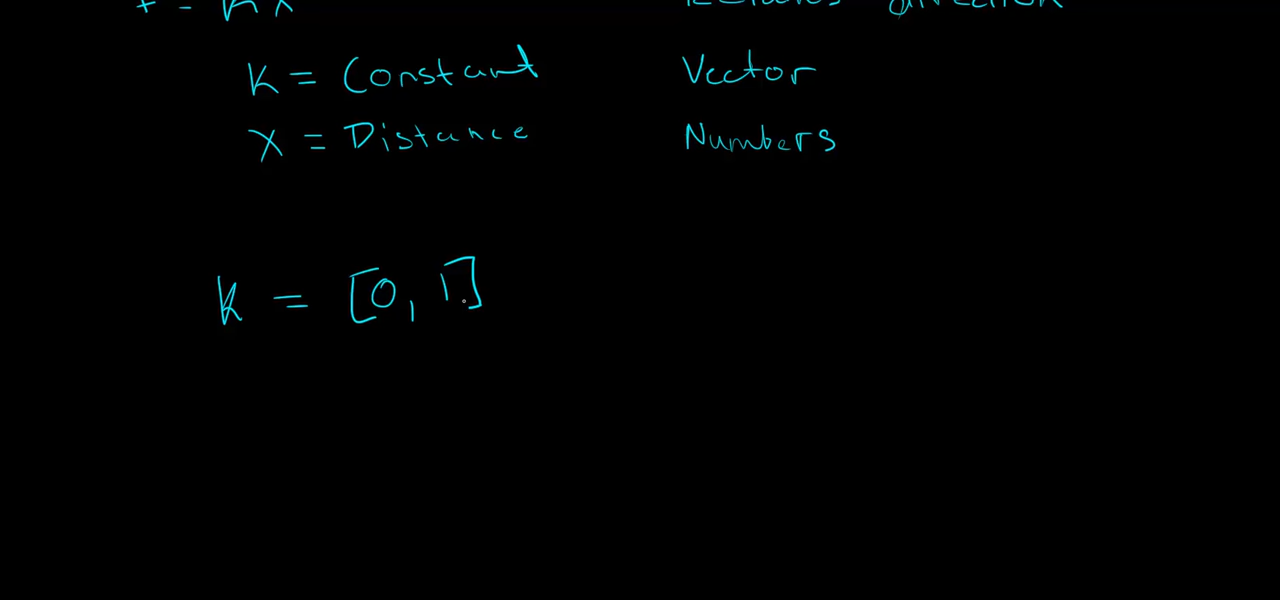 K = Constant Vector
X = Distance Numbers
K = [0, 1]